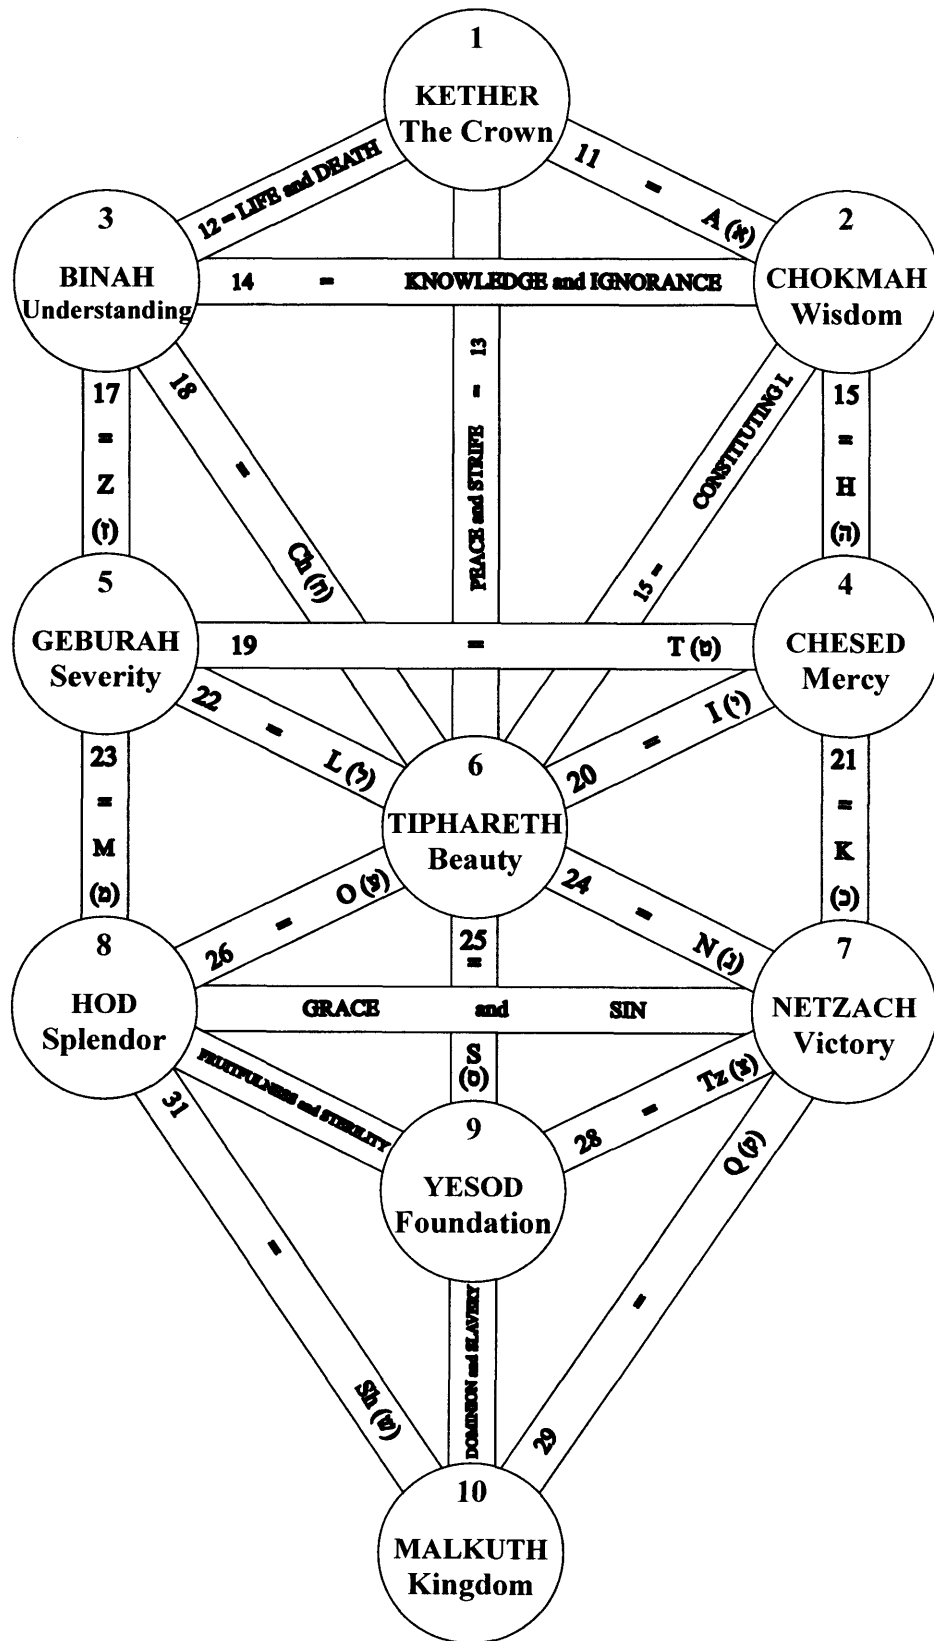 1
KETHER
The Crown
12 = LIFE and DEATH
11 = A (א)
3
BINAH
Understanding
14 = KNOWLEDGE and IGNORANCE
2
CHOKMAH
Wisdom
PEACE and STRIFE = 13
17
=
Z
(ז)
18 = Ch (ח)
15 = CONSTITUTING L
15
=
H
(ה)
5
GEBURAH
Severity
19 = T (ט)
4
CHESED
Mercy
22 = L (ל)
20 = I (י)
23
=
M
(מ)
6
TIPHARETH
Beauty
21
=
K
(כ)
26 = O (ע)
24 = N (נ)
25
=
S
(ס)
8
HOD
Splendor
GRACE and SIN
7
NETZACH
Victory
FRUITFULNESS and STERILITY
28 = Tz (צ)
9
YESOD
Foundation
31 = Sh (ש)
DOMINION and SLAVERY
29 = Q (ק)
10
MALKUTH
Kingdom